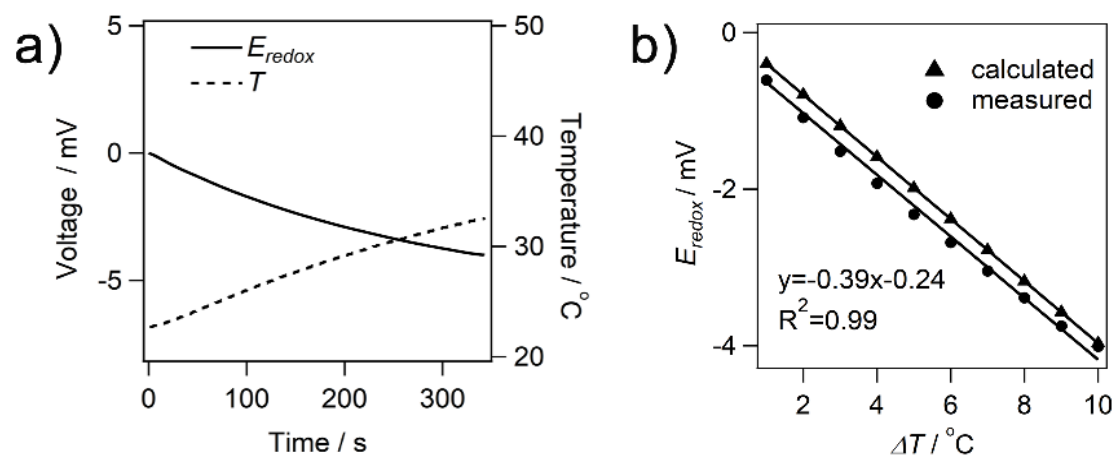 a)
E_redox
T
5
0
-5
Voltage / mV
50
40
30
20
Temperature / °C
0
100
200
300
Time / s
b)
calculated
measured
0
-2
-4
E_redox / mV
y=-0.39x-0.24
R²=0.99
2
4
6
8
10
ΔT / °C